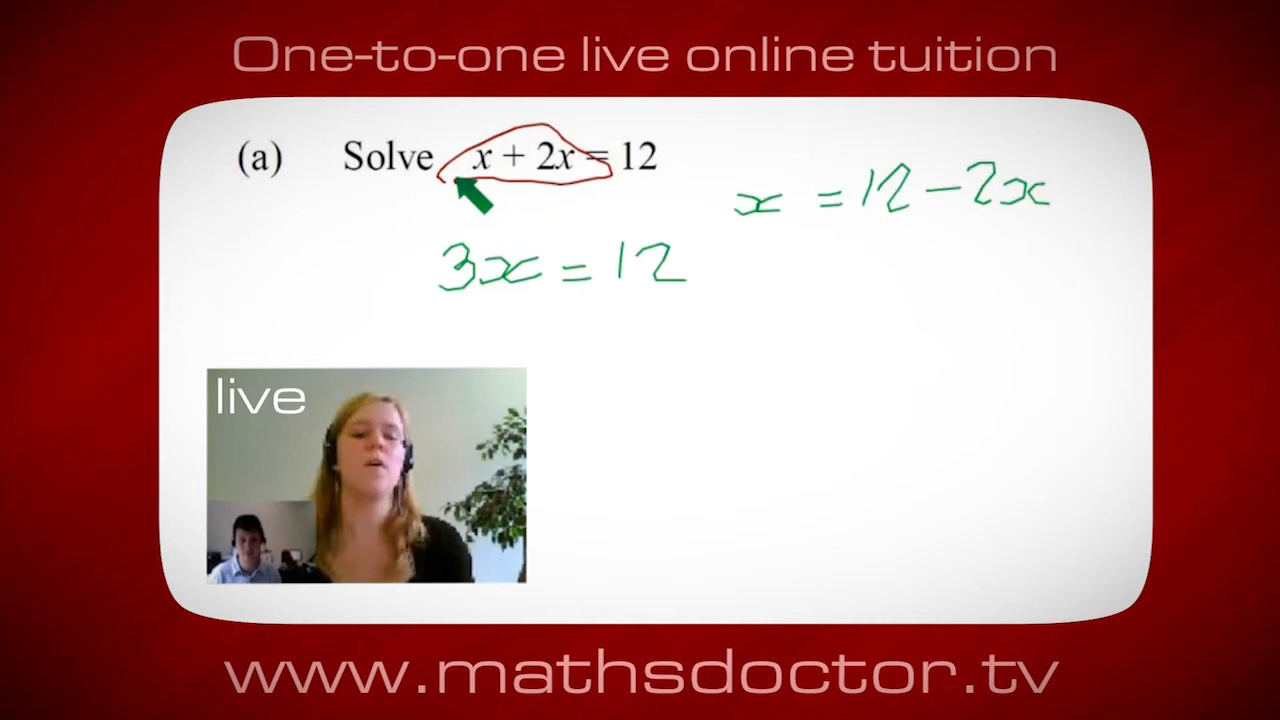 One-to-one live online tuition
(a) Solve x + 2x = 12
x = 12 - 2x
3x = 12
live
www.mathsdoctor.tv